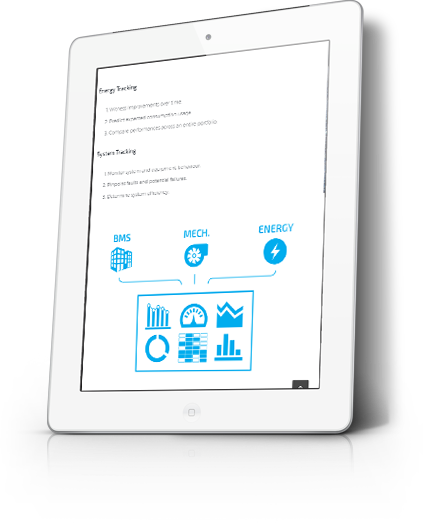 Energy Tracking
1. Witness improvements over time
2. Predict expected consumption usage
3. Compare performances across an entire portfolio
System Tracking
1. Monitor system and equipment behaviour
2. Pinpoint faults and potential failures
3. Determine system efficiency
BMS MECH. ENERGY